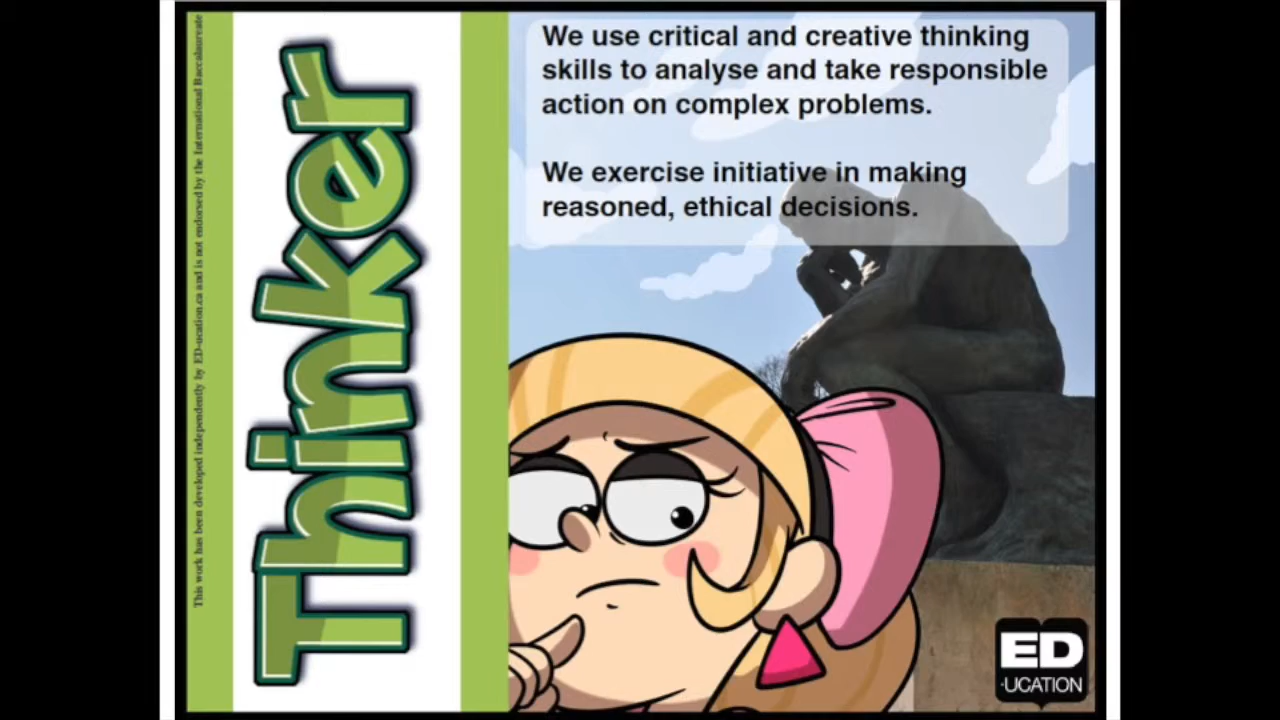 This work has been developed independently by ED-ucation.ca and is not endorsed by the International Baccalaureate
Thinker
We use critical and creative thinking
skills to analyse and take responsible
action on complex problems.
We exercise initiative in making
reasoned, ethical decisions.
ED
-UCATION